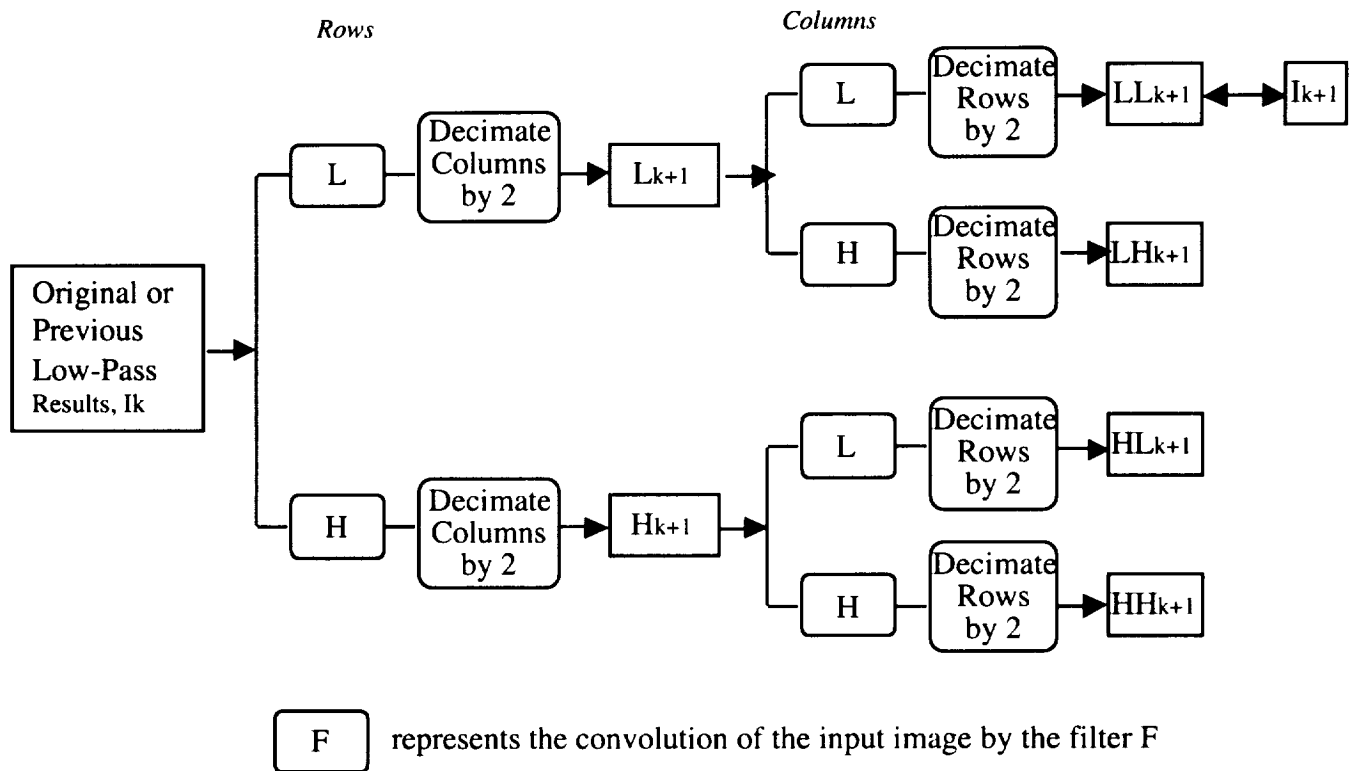 Rows
Columns
L
Decimate
Columns
by 2
Lk+1
L
Decimate
Rows
by 2
LLk+1
Ik+1
H
Decimate
Rows
by 2
LHk+1
Original or
Previous
Low-Pass
Results, Ik
H
Decimate
Columns
by 2
Hk+1
L
Decimate
Rows
by 2
HLk+1
H
Decimate
Rows
by 2
HHk+1
F represents the convolution of the input image by the filter F